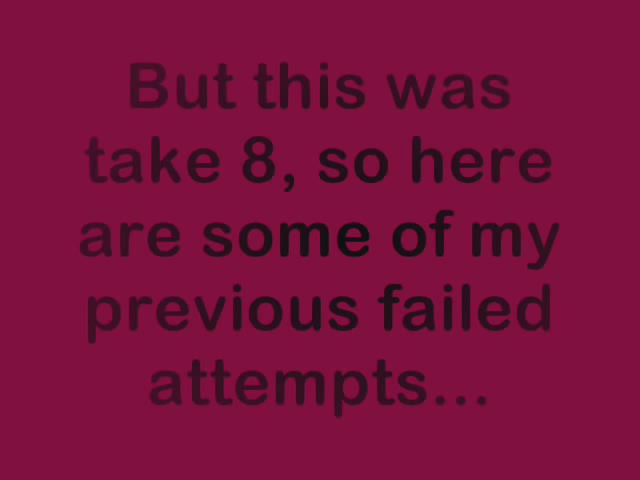 But this was
take 8, so here
are some of my
previous failed
attempts...